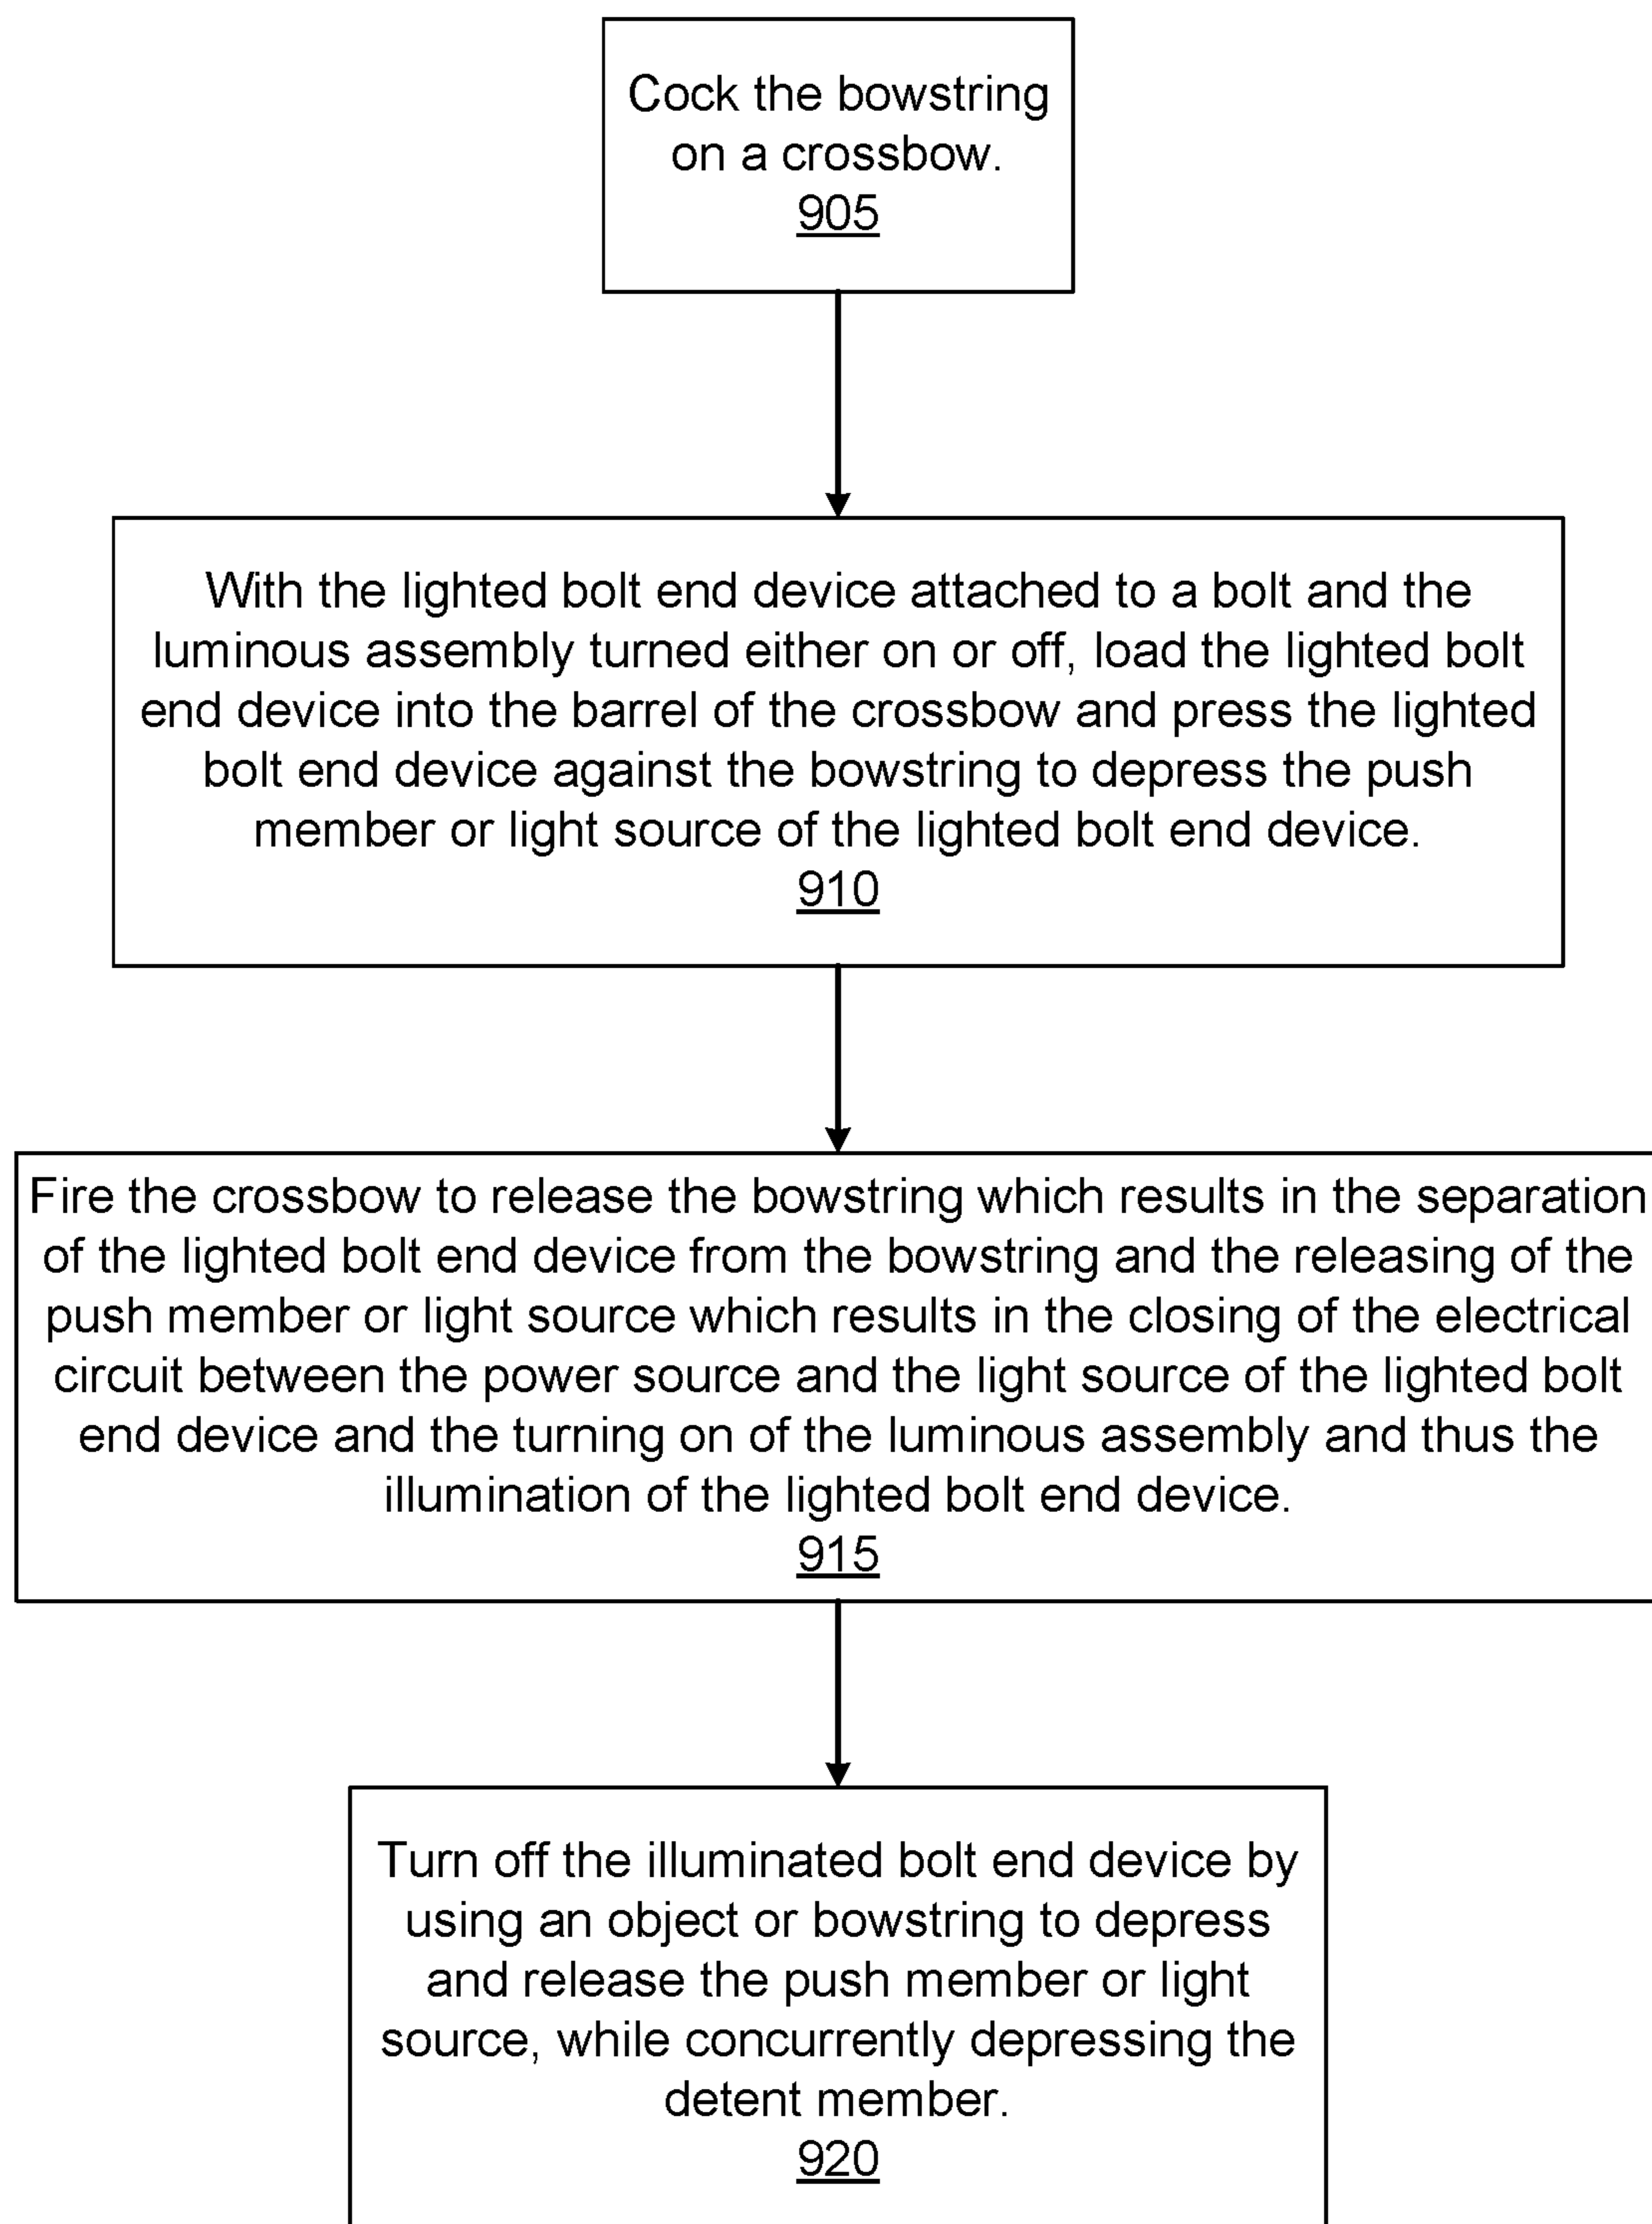 Cock the bowstring
on a crossbow.
905
With the lighted bolt end device attached to a bolt and the
luminous assembly turned either on or off, load the lighted bolt
end device into the barrel of the crossbow and press the lighted
bolt end device against the bowstring to depress the push
member or light source of the lighted bolt end device.
910
Fire the crossbow to release the bowstring which results in the separation
of the lighted bolt end device from the bowstring and the releasing of the
push member or light source which results in the closing of the electrical
circuit between the power source and the light source of the lighted bolt
end device and the turning on of the luminous assembly and thus the
illumination of the lighted bolt end device.
915
Turn off the illuminated bolt end device by
using an object or bowstring to depress
and release the push member or light
source, while concurrently depressing the
detent member.
920